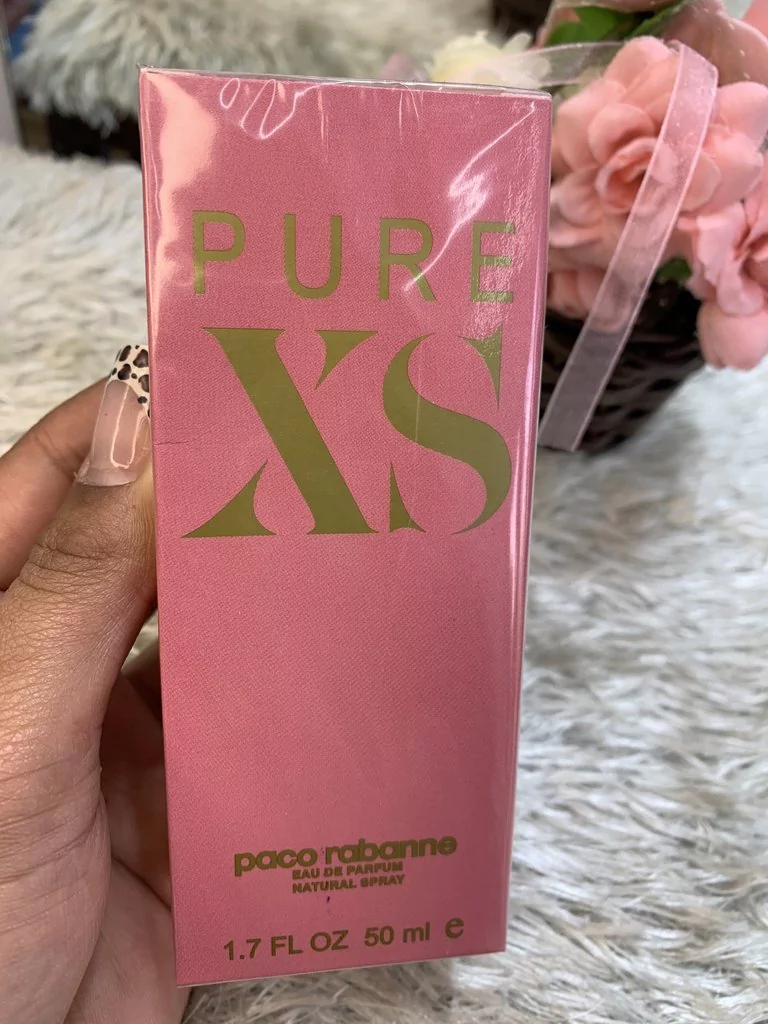 PURE
XS
paco rabanne
EAU DE PARFUM
NATURAL SPRAY
1.7 FL OZ 50 ml e